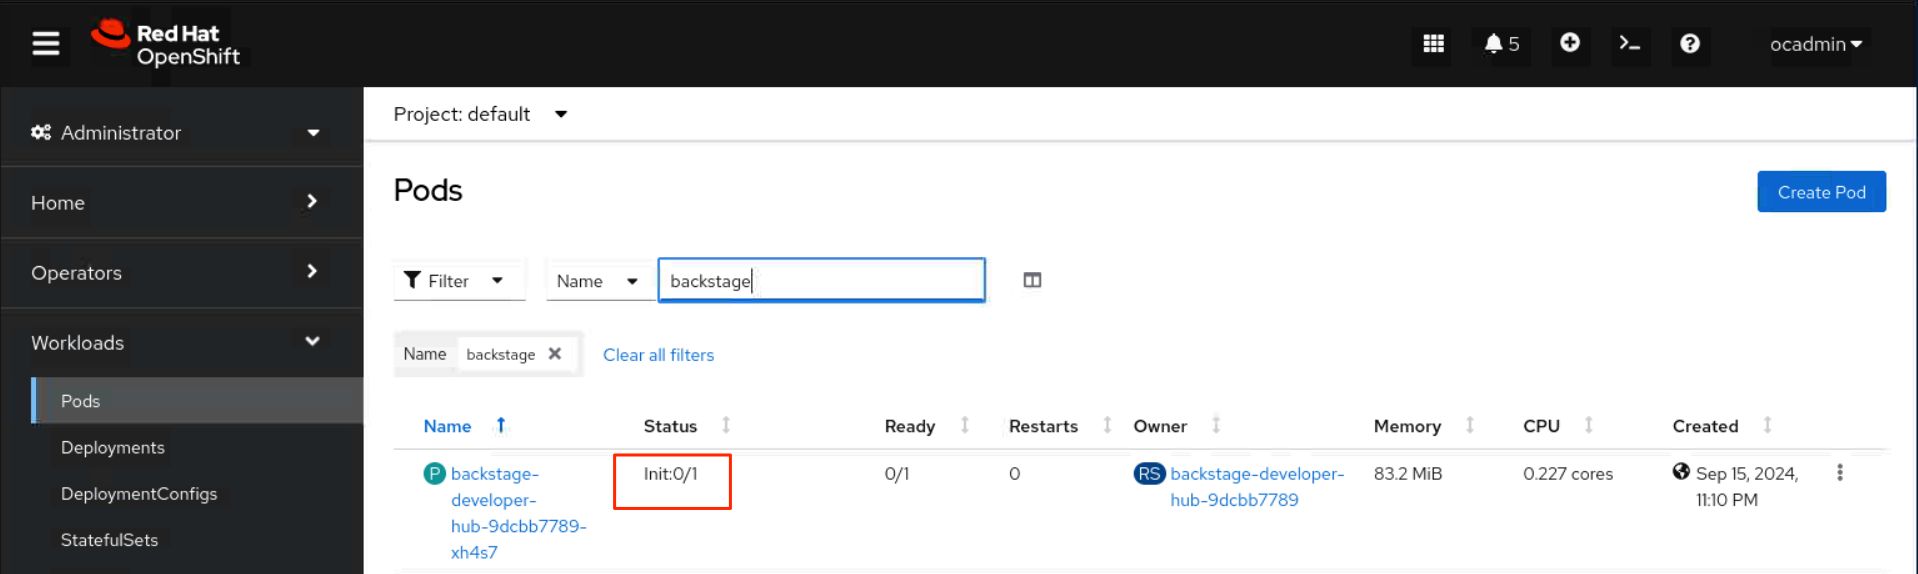 Red Hat
OpenShift
5
ocadmin
Administrator
Project: default
Home
Pods
Create Pod
Operators
Filter
Name
backstage
Workloads
Name
backstage
Clear all filters
Pods
Name
Status
Ready
Restarts
Owner
Memory
CPU
Created
Deployments
P
backstage-
developer-
hub-9dcbb7789-
xh4s7
Init:0/1
0/1
0
RS
backstage-developer-
hub-9dcbb7789
83.2 MiB
0.227 cores
Sep 15, 2024,
11:10 PM
DeploymentConfigs
StatefulSets